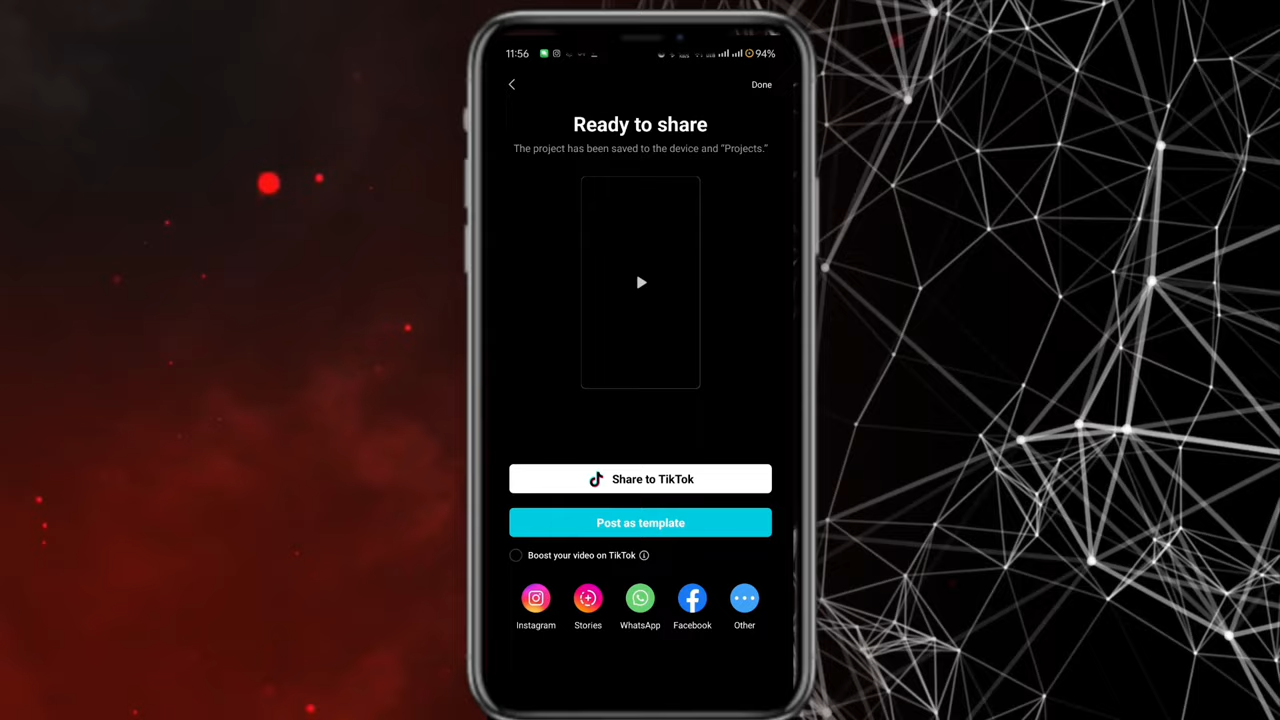 11:56
94%
Done
Ready to share
The project has been saved to the device and “Projects.”
Share to TikTok
Post as template
Boost your video on TikTok
Instagram
Stories
WhatsApp
Facebook
Other